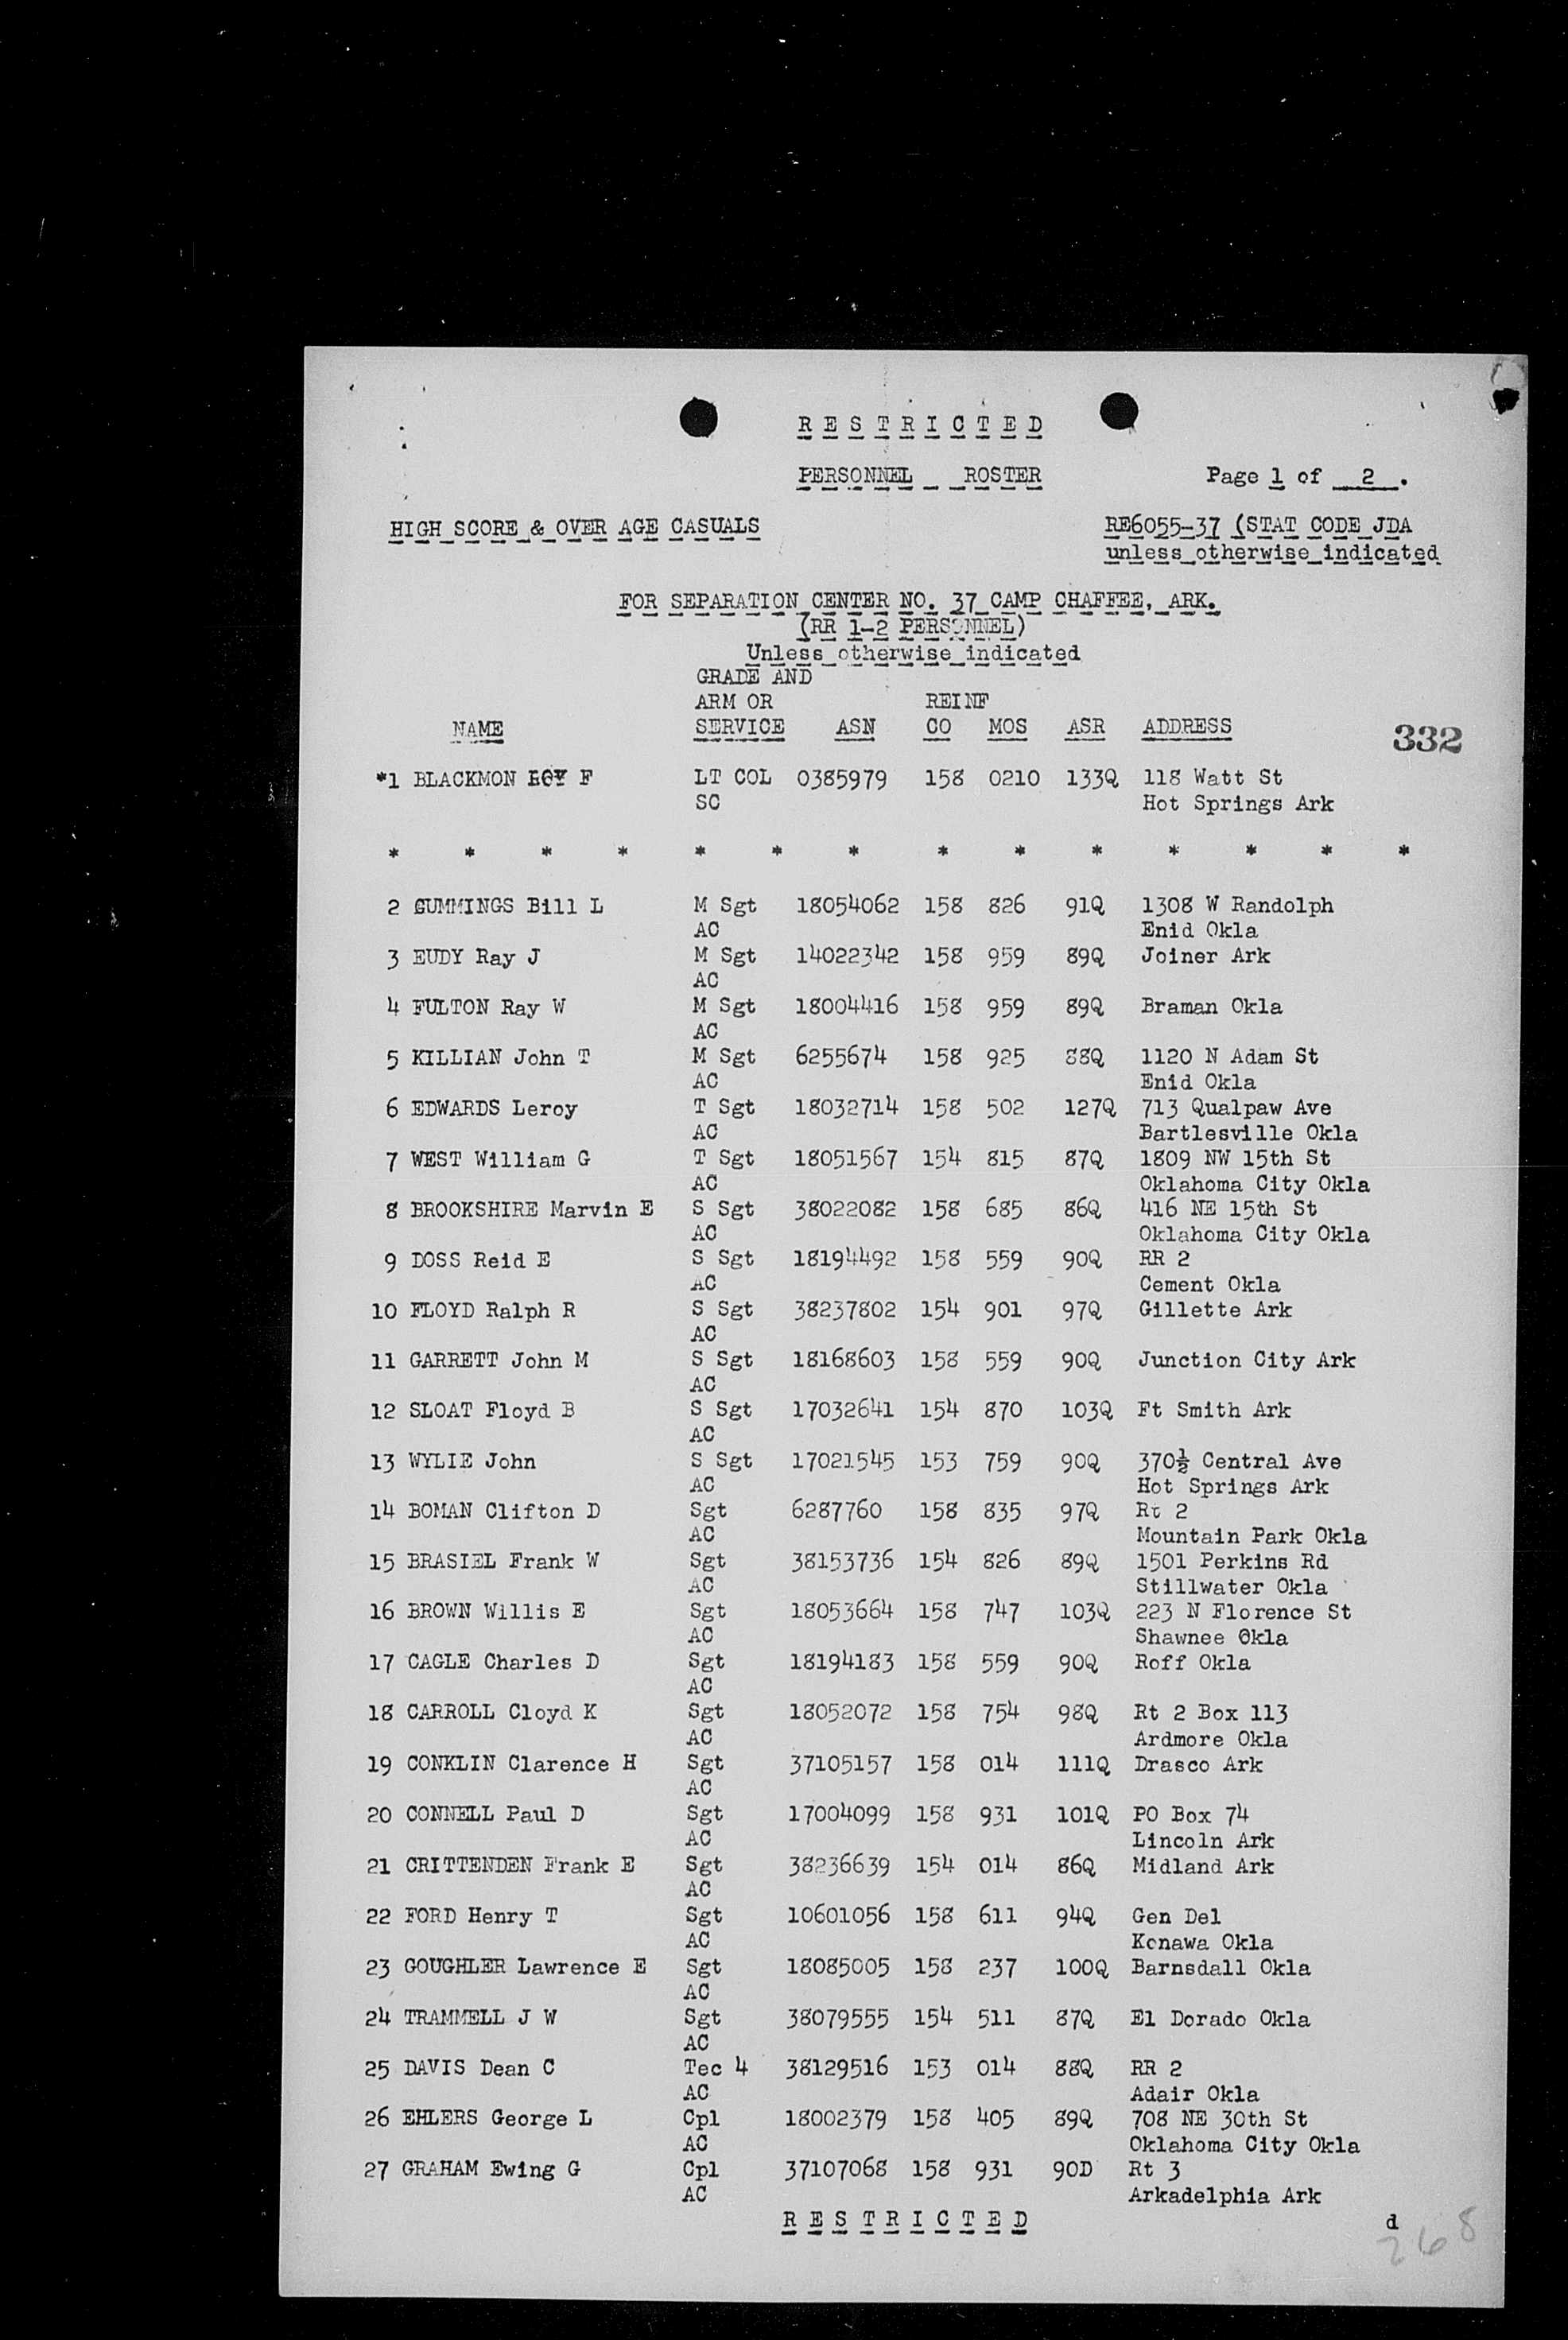 RESTRICTED
PERSONNEL ROSTER Page 1 of 2.
HIGH SCORE & OVER AGE CASUALS RE6055-37 (STAT CODE JDA
unless otherwise indicated
FOR SEPARATION CENTER NO. 37 CAMP CHAFFEE, ARK.
(RR 1-2 PERSONNEL)
Unless otherwise indicated
GRADE AND
ARM OR REINF
NAME SERVICE ASN CO MOS ASR ADDRESS 332
*1 BLACKMON ROY F LT COL 0385979 158 0210 133Q 118 Watt St
SC Hot Springs Ark
* * * * * * * * * * * * * *
2 CUMMINGS Bill L M Sgt 18054062 158 826 91Q 1308 W Randolph
AC Enid Okla
3 EUDY Ray J M Sgt 14022342 158 959 89Q Joiner Ark
AC
4 FULTON Ray W M Sgt 18004416 158 959 89Q Braman Okla
AC
5 KILLIAN John T M Sgt 6255674 158 925 88Q 1120 N Adam St
AC Enid Okla
6 EDWARDS Leroy T Sgt 18032714 158 502 127Q 713 Qualpaw Ave
AC Bartlesville Okla
7 WEST William G T Sgt 18051567 154 815 87Q 1809 NW 15th St
AC Oklahoma City Okla
8 BROOKSHIRE Marvin E S Sgt 38022082 158 685 86Q 416 NE 15th St
AC Oklahoma City Okla
9 DOSS Reid E S Sgt 18194492 158 559 90Q RR 2
AC Cement Okla
10 FLOYD Ralph R S Sgt 38237802 154 901 97Q Gillette Ark
AC
11 GARRETT John M S Sgt 18168603 158 559 90Q Junction City Ark
AC
12 SLOAT Floyd B S Sgt 17032641 154 870 103Q Ft Smith Ark
AC
13 WYLIE John S Sgt 17021545 153 759 90Q 370½ Central Ave
AC Hot Springs Ark
14 BOMAN Clifton D Sgt 6287760 158 835 97Q Rt 2
AC Mountain Park Okla
15 BRASIEL Frank W Sgt 38153736 154 826 89Q 1501 Perkins Rd
AC Stillwater Okla
16 BROWN Willis E Sgt 18053664 158 747 103Q 223 N Florence St
AC Shawnee Okla
17 CAGLE Charles D Sgt 18194183 158 559 90Q Roff Okla
AC
18 CARROLL Cloyd K Sgt 18052072 158 754 98Q Rt 2 Box 113
AC Ardmore Okla
19 CONKLIN Clarence H Sgt 37105157 158 014 111Q Drasco Ark
AC
20 CONNELL Paul D Sgt 17004099 158 931 101Q PO Box 74
AC Lincoln Ark
21 CRITTENDEN Frank E Sgt 38236639 154 014 86Q Midland Ark
AC
22 FORD Henry T Sgt 10601056 158 611 94Q Gen Del
AC Konawa Okla
23 GOUGHLER Lawrence E Sgt 18085005 158 237 100Q Barnsdall Okla
AC
24 TRAMMELL J W Sgt 38079555 154 511 87Q El Dorado Okla
AC
25 DAVIS Dean C Tec 4 38129516 153 014 88Q RR 2
AC Adair Okla
26 EHLERS George L Cpl 18002379 158 405 89Q 708 NE 30th St
AC Oklahoma City Okla
27 GRAHAM Ewing G Cpl 37107068 158 931 90D Rt 3
AC Arkadelphia Ark
RESTRICTED d
268